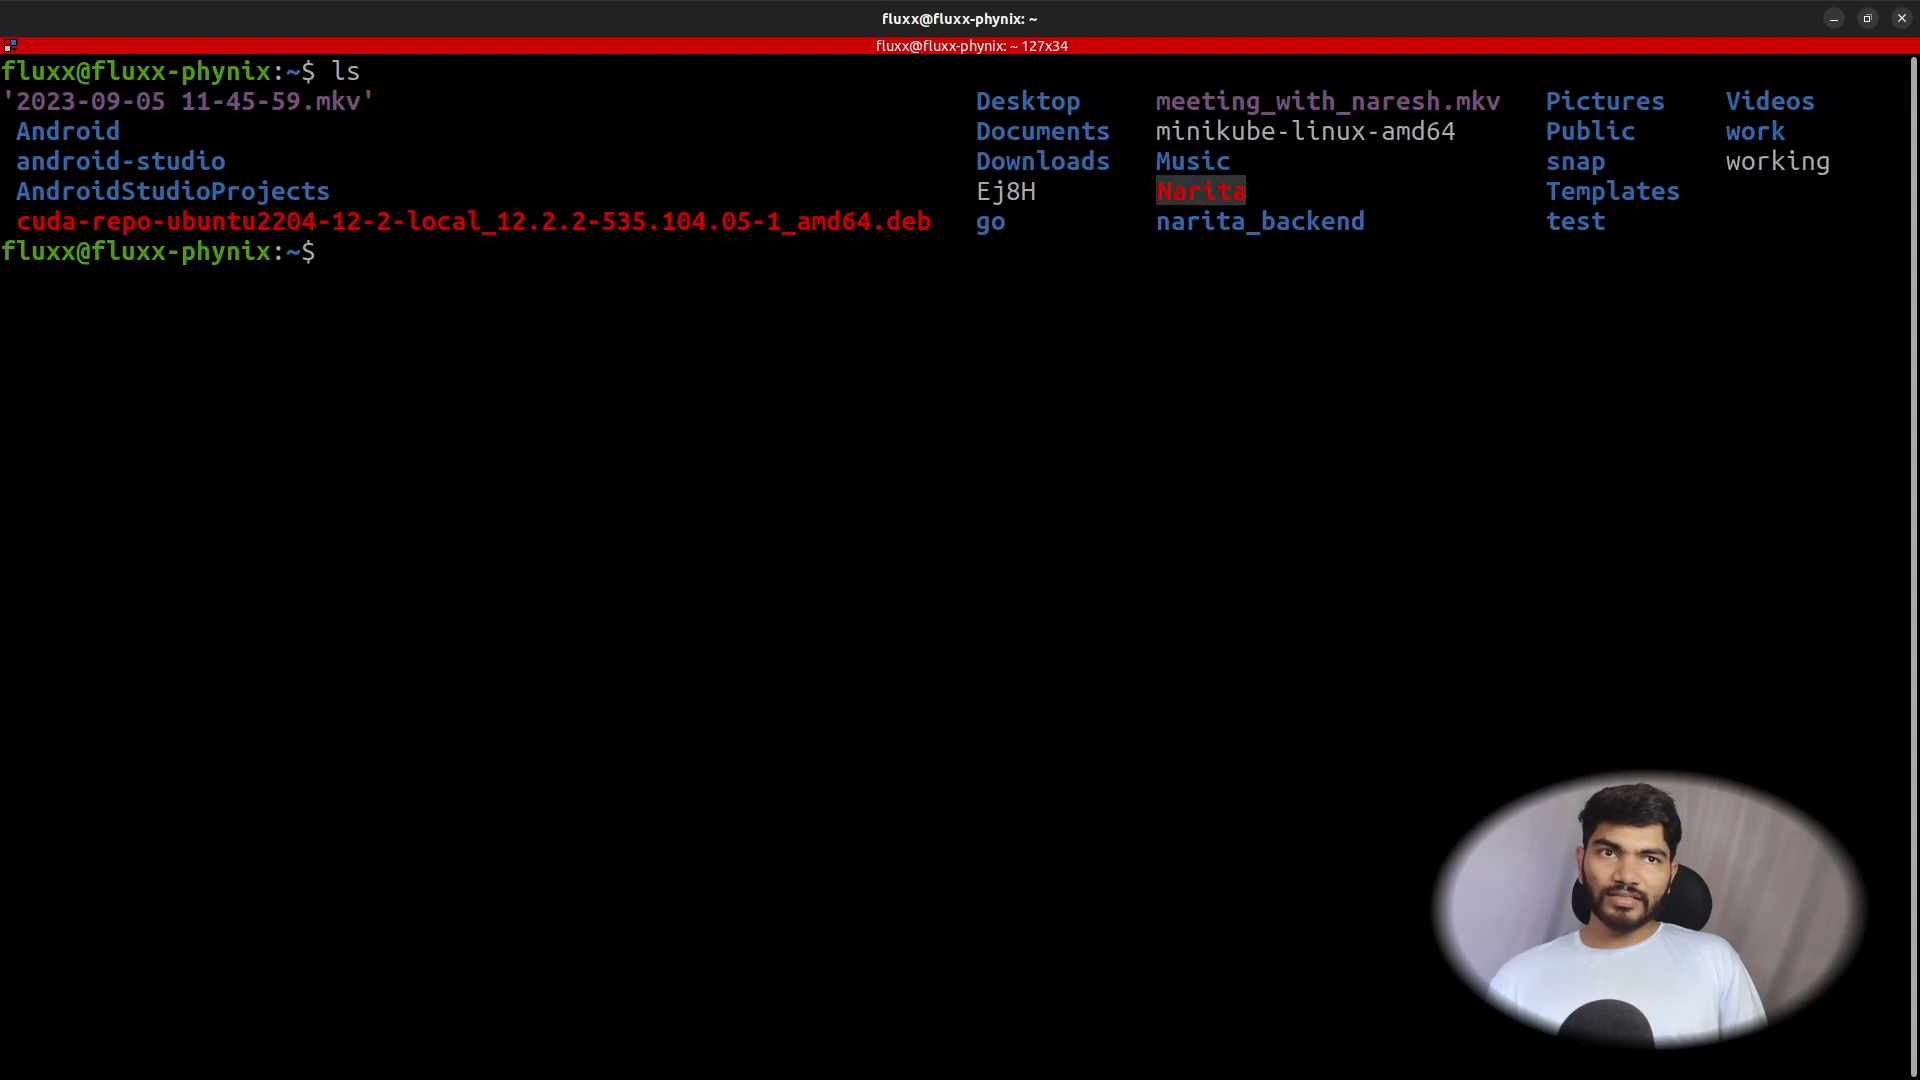 fluxx@fluxx-phynix: ~
fluxx@fluxx-phynix: ~ 127x34
fluxx@fluxx-phynix:~$ ls
'2023-09-05 11-45-59.mkv' Desktop meeting_with_naresh.mkv Pictures Videos
Android Documents minikube-linux-amd64 Public work
android-studio Downloads Music snap working
AndroidStudioProjects Ej8H Narita Templates
cuda-repo-ubuntu2204-12-2-local_12.2.2-535.104.05-1_amd64.deb go narita_backend test
fluxx@fluxx-phynix:~$